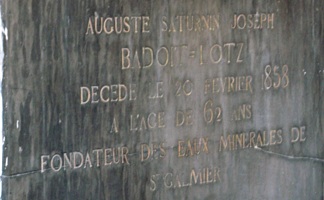 AUGUSTE SATURNIN JOSEPH
BADOIT-LOTZ
DECEDE LE 20 FEVRIER 1858
A L'AGE DE 62 ANS
FONDATEUR DES EAUX MINERALES DE
ST GALMIER